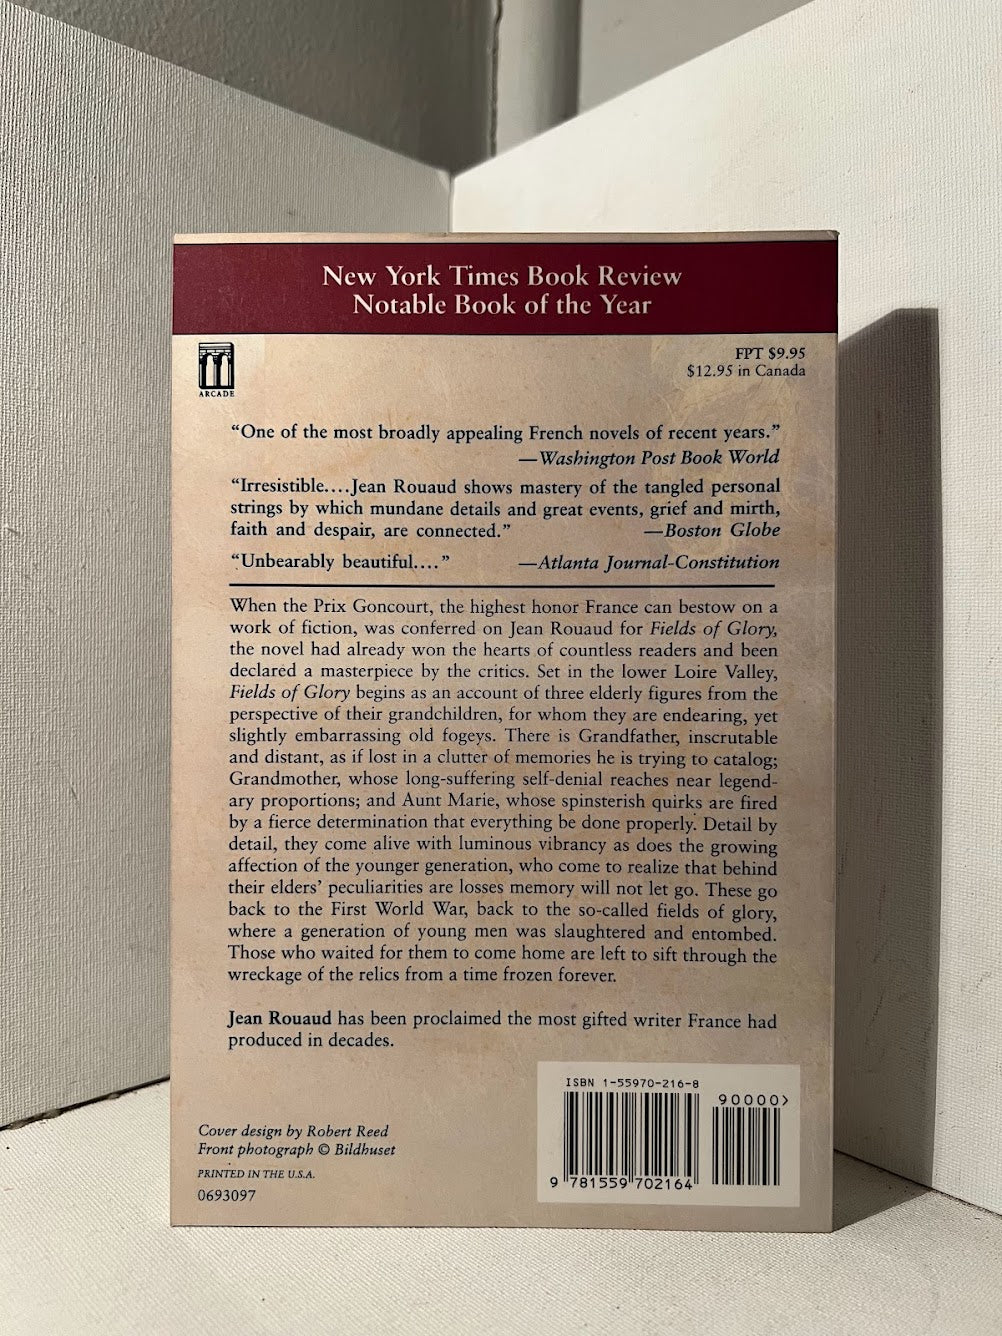 New York Times Book Review
Notable Book of the Year
ARCADE
FPT $9.95
$12.95 in Canada
“One of the most broadly appealing French novels of recent years.”
—Washington Post Book World
“Irresistible....Jean Rouaud shows mastery of the tangled personal
strings by which mundane details and great events, grief and mirth,
faith and despair, are connected.” —Boston Globe
“Unbearably beautiful....” —Atlanta Journal-Constitution
When the Prix Goncourt, the highest honor France can bestow on a
work of fiction, was conferred on Jean Rouaud for Fields of Glory,
the novel had already won the hearts of countless readers and been
declared a masterpiece by the critics. Set in the lower Loire Valley,
Fields of Glory begins as an account of three elderly figures from the
perspective of their grandchildren, for whom they are endearing, yet
slightly embarrassing old fogeys. There is Grandfather, inscrutable
and distant, as if lost in a clutter of memories he is trying to catalog;
Grandmother, whose long-suffering self-denial reaches near legend-
ary proportions; and Aunt Marie, whose spinsterish quirks are fired
by a fierce determination that everything be done properly. Detail by
detail, they come alive with luminous vibrancy as does the growing
affection of the younger generation, who come to realize that behind
their elders’ peculiarities are losses memory will not let go. These go
back to the First World War, back to the so-called fields of glory,
where a generation of young men was slaughtered and entombed.
Those who waited for them to come home are left to sift through the
wreckage of the relics from a time frozen forever.
Jean Rouaud has been proclaimed the most gifted writer France had
produced in decades.
ISBN 1-55970-216-8
90000>
9 781559 702164
Cover design by Robert Reed
Front photograph © Bildhuset
PRINTED IN THE U.S.A.
0693097